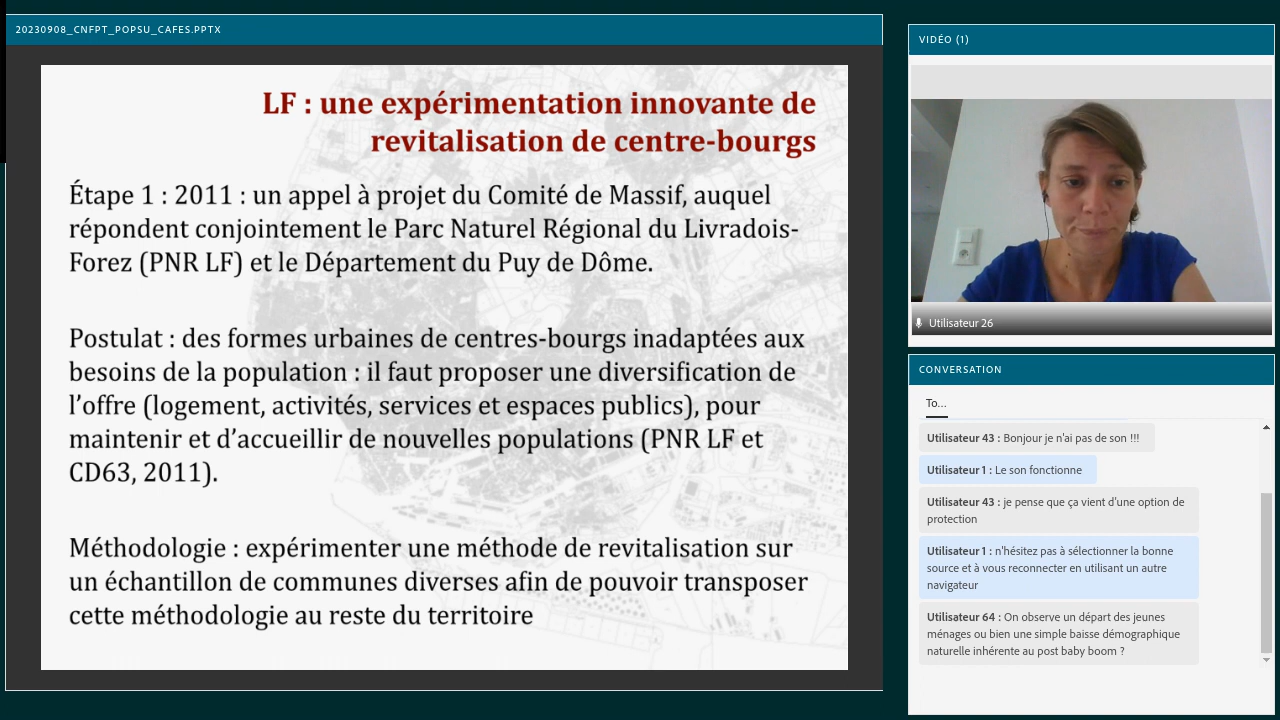 20230908_CNFPT_POPSU_CAFES.PPTX
LF : une expérimentation innovante de
revitalisation de centre-bourgs
Étape 1 : 2011 : un appel à projet du Comité de Massif, auquel
répondent conjointement le Parc Naturel Régional du Livradois-
Forez (PNR LF) et le Département du Puy de Dôme.
Postulat : des formes urbaines de centres-bourgs inadaptées aux
besoins de la population : il faut proposer une diversification de
l'offre (logement, activités, services et espaces publics), pour
maintenir et d'accueillir de nouvelles populations (PNR LF et
CD63, 2011).
Méthodologie : expérimenter une méthode de revitalisation sur
un échantillon de communes diverses afin de pouvoir transposer
cette méthodologie au reste du territoire
VIDÉO (1)
Utilisateur 26
CONVERSATION
To...
Utilisateur 43 : Bonjour je n'ai pas de son !!!
Utilisateur 1 : Le son fonctionne
Utilisateur 43 : je pense que ça vient d'une option de
protection
Utilisateur 1 : n'hésitez pas à sélectionner la bonne
source et à vous reconnecter en utilisant un autre
navigateur
Utilisateur 64 : On observe un départ des jeunes
ménages ou bien une simple baisse démographique
naturelle inhérente au post baby boom ?